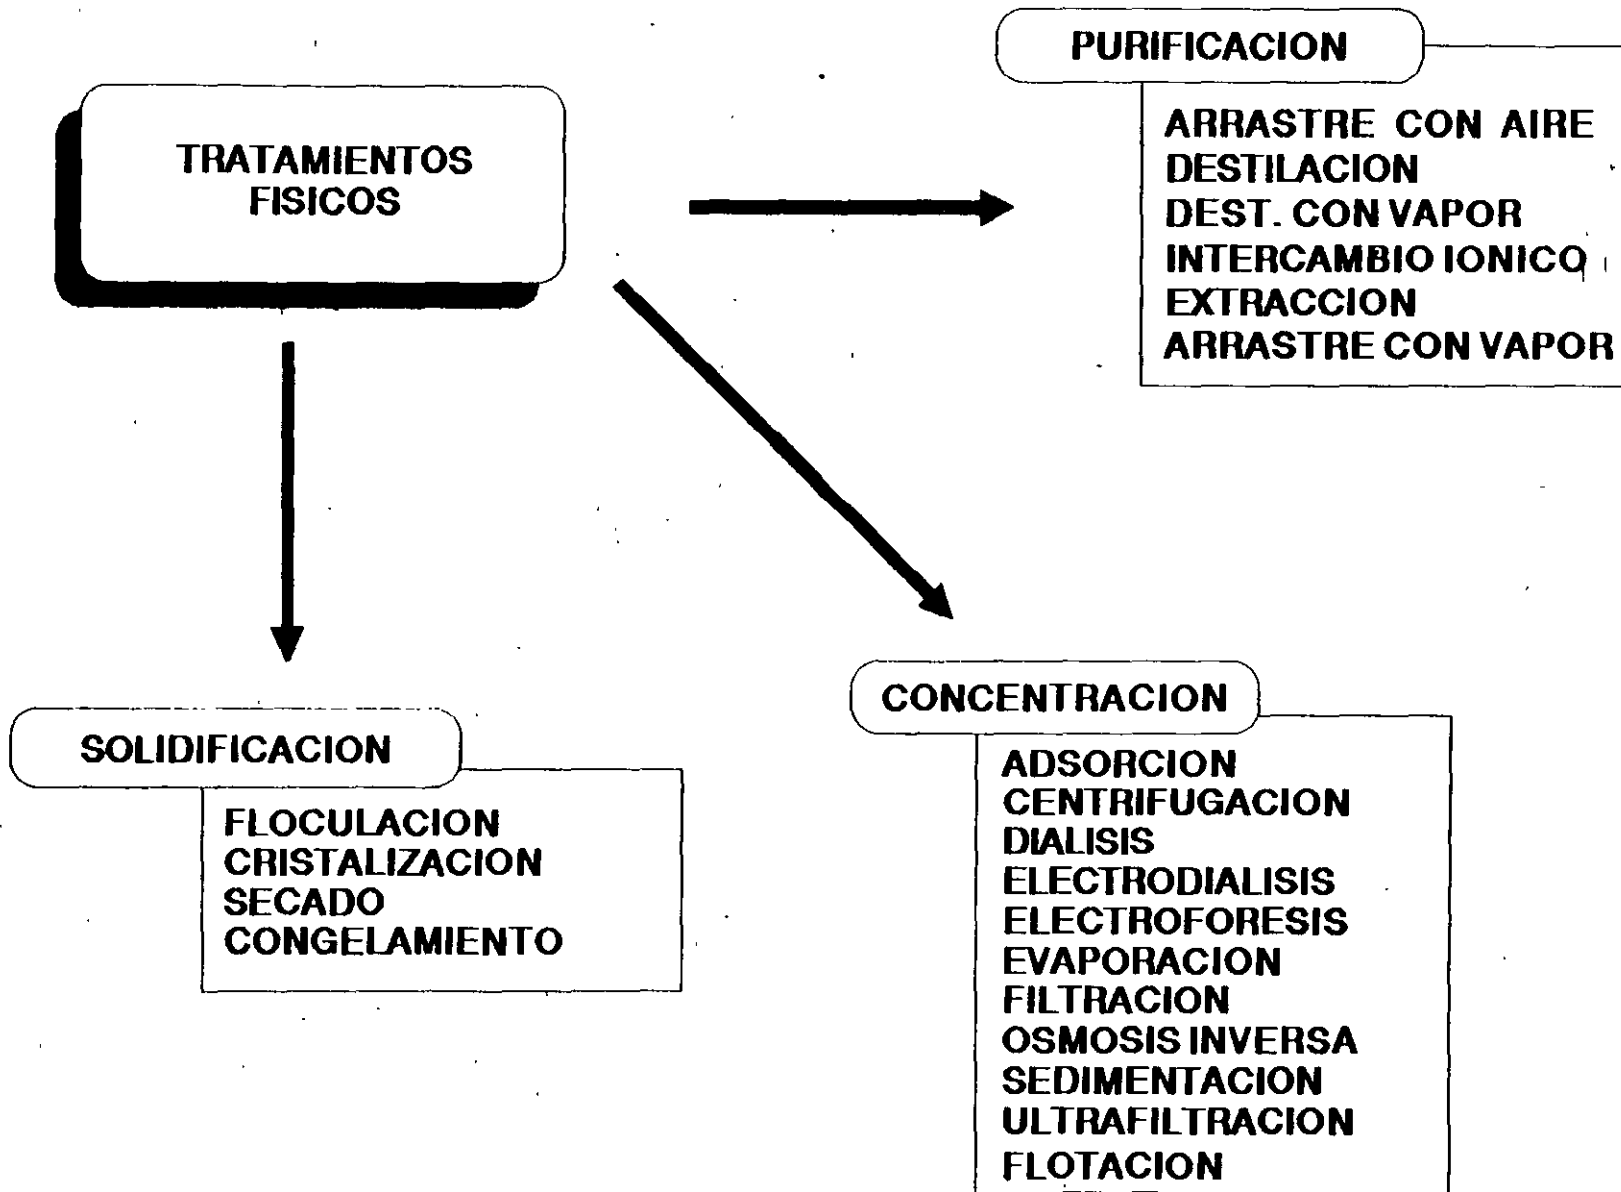 PURIFICACION
ARRASTRE CON AIRE
DESTILACION
DEST. CON VAPOR
INTERCAMBIO IONICO
EXTRACCION
ARRASTRE CON VAPOR
TRATAMIENTOS
FISICOS
SOLIDIFICACION
FLOCULACION
CRISTALIZACION
SECADO
CONGELAMIENTO
CONCENTRACION
ADSORCION
CENTRIFUGACION
DIALISIS
ELECTRODIALISIS
ELECTROFORESIS
EVAPORACION
FILTRACION
OSMOSIS INVERSA
SEDIMENTACION
ULTRAFILTRACION
FLOTACION